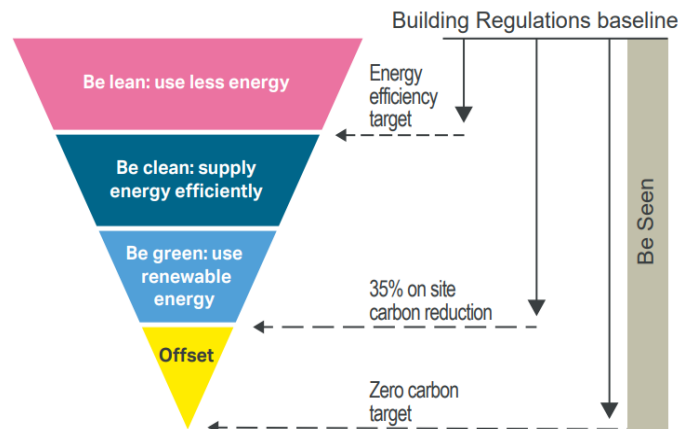 Building Regulations baseline
Be lean: use less energy
Energy
efficiency
target
Be clean: supply
energy efficiently
Be green: use
renewable
energy
35% on site
carbon reduction
Offset
Zero carbon
target
Be Seen